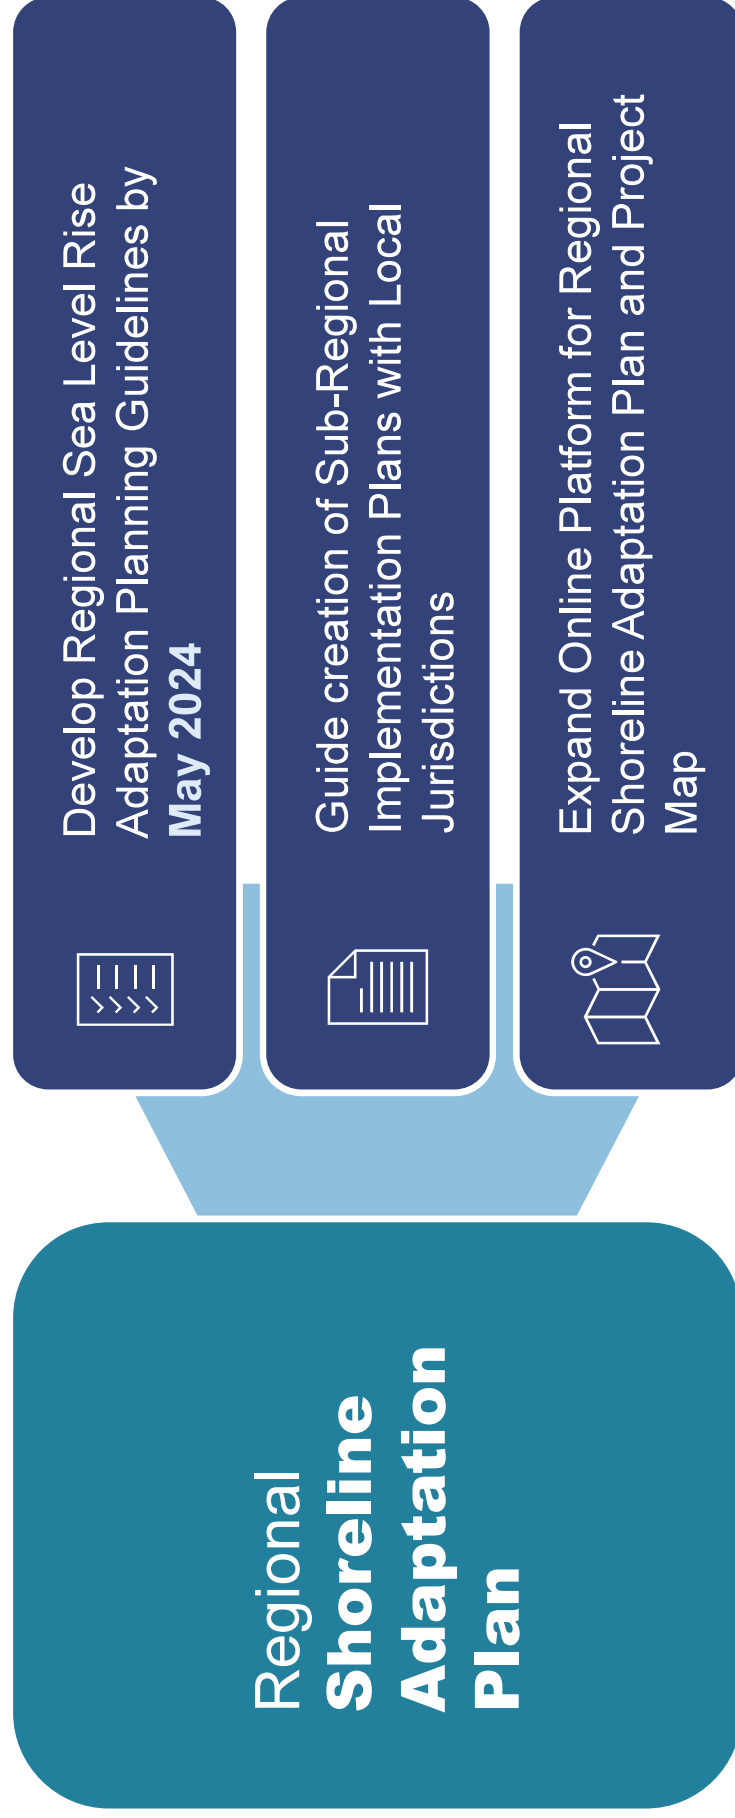 Regional
Shoreline
Adaptation
Plan
Develop Regional Sea Level Rise
Adaptation Planning Guidelines by
May 2024
Guide creation of Sub-Regional
Implementation Plans with Local
Jurisdictions
Expand Online Platform for Regional
Shoreline Adaptation Plan and Project
Map